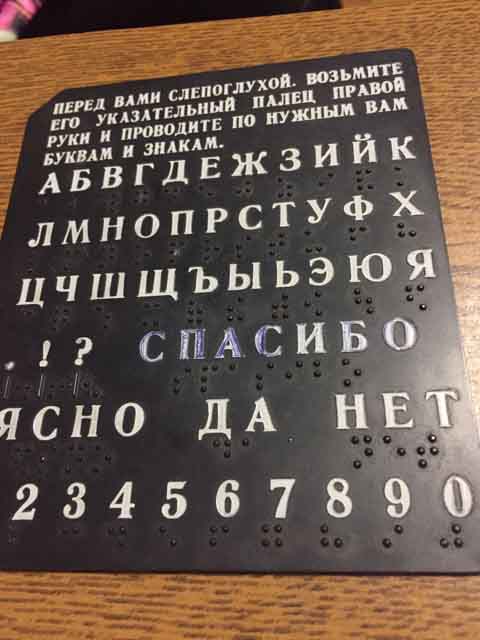 ПЕРЕД ВАМИ СЛЕПОГЛУХОЙ. ВОЗЬМИТЕ
ЕГО УКАЗАТЕЛЬНЫЙ ПАЛЕЦ ПРАВОЙ
РУКИ И ПРОВОДИТЕ ПО НУЖНЫМ ВАМ
БУКВАМ И ЗНАКАМ.
АБВГДЕЖЗИЙК
ЛМНОПРСТУФХ
ЦЧШЩЪЫЬЭЮЯ
. ! ? СПАСИБО
ЯСНО ДА НЕТ
2 3 4 5 6 7 8 9 0